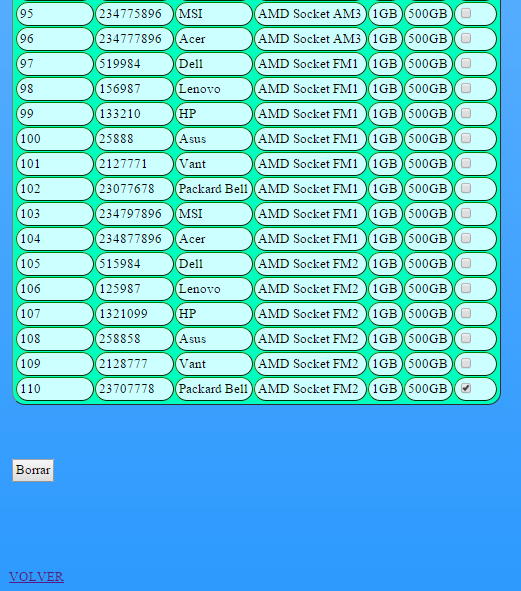 95 234775896 MSI AMD Socket AM3 1GB 500GB
96 234777896 Acer AMD Socket AM3 1GB 500GB
97 519984 Dell AMD Socket FM1 1GB 500GB
98 156987 Lenovo AMD Socket FM1 1GB 500GB
99 133210 HP AMD Socket FM1 1GB 500GB
100 25888 Asus AMD Socket FM1 1GB 500GB
101 2127771 Vant AMD Socket FM1 1GB 500GB
102 23077678 Packard Bell AMD Socket FM1 1GB 500GB
103 234797896 MSI AMD Socket FM1 1GB 500GB
104 234877896 Acer AMD Socket FM1 1GB 500GB
105 515984 Dell AMD Socket FM2 1GB 500GB
106 125987 Lenovo AMD Socket FM2 1GB 500GB
107 1321099 HP AMD Socket FM2 1GB 500GB
108 258858 Asus AMD Socket FM2 1GB 500GB
109 2128777 Vant AMD Socket FM2 1GB 500GB
110 23707778 Packard Bell AMD Socket FM2 1GB 500GB
Borrar
VOLVER